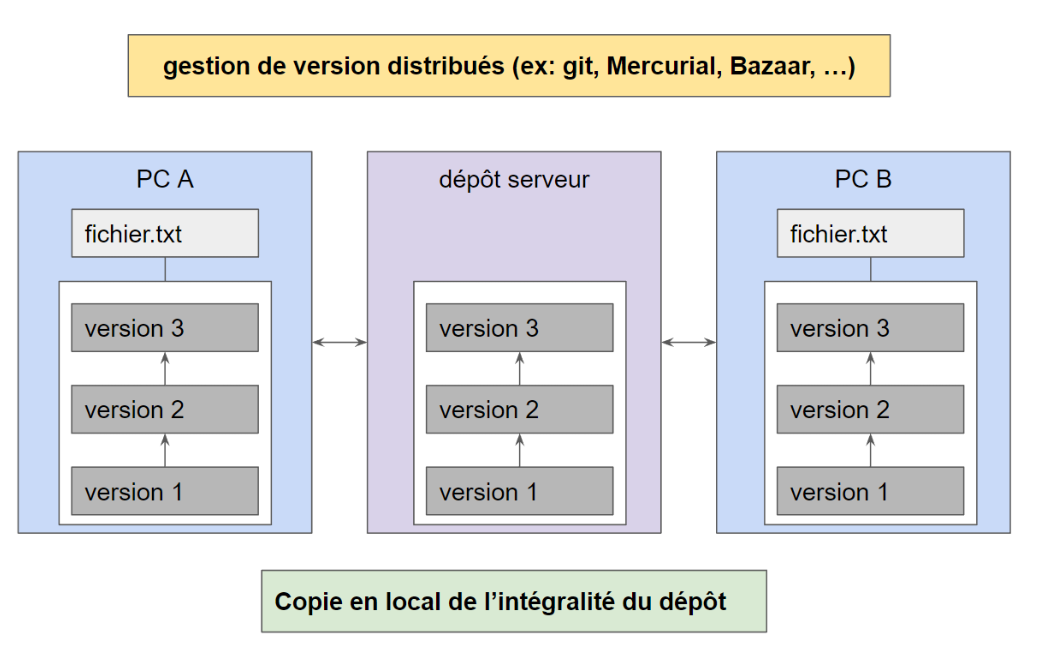 gestion de version distribués (ex: git, Mercurial, Bazaar, …)
PC A
fichier.txt
version 3
version 2
version 1
dépôt serveur
version 3
version 2
version 1
PC B
fichier.txt
version 3
version 2
version 1
Copie en local de l’intégralité du dépôt